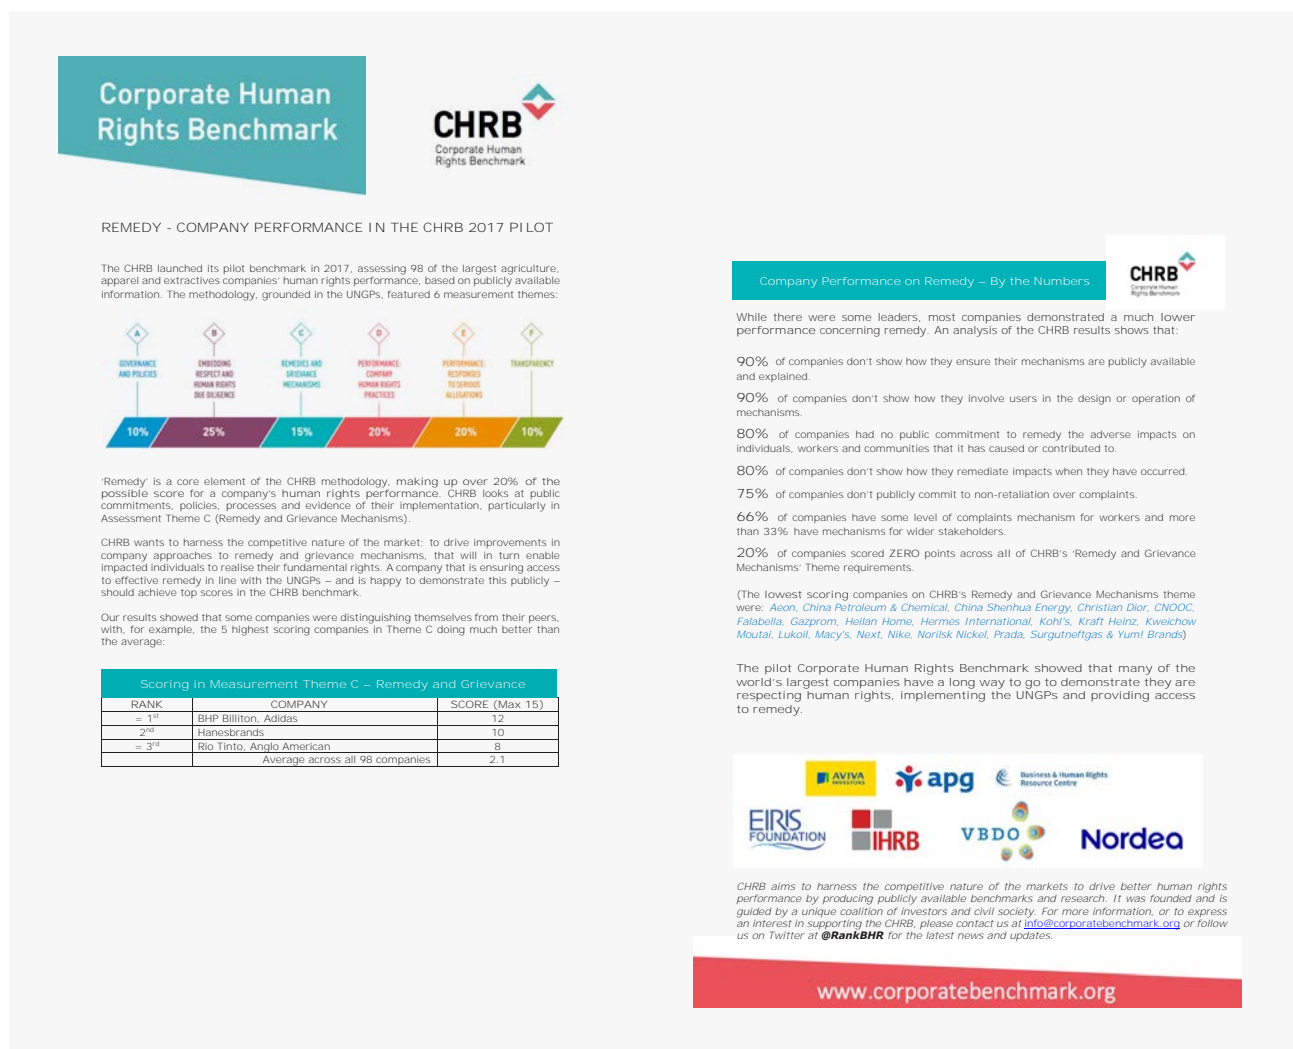 Corporate Human
Rights Benchmark
CHRB
Corporate Human
Rights Benchmark
REMEDY - COMPANY PERFORMANCE IN THE CHRB 2017 PILOT
The CHRB launched its pilot benchmark in 2017, assessing 98 of the largest agriculture,
apparel and extractives companies' human rights performance, based on publicly available
information. The methodology, grounded in the UNGPs, featured 6 measurement themes:
A
B
C
D
E
F
GOVERNANCE
AND POLICIES
EMBEDDING
RESPECT AND
HUMAN RIGHTS
DUE DILIGENCE
REMEDIES AND
GRIEVANCE
MECHANISMS
PERFORMANCE:
COMPANY
HUMAN RIGHTS
PRACTICES
PERFORMANCE:
RESPONSES
TO SERIOUS
ALLEGATIONS
TRANSPARENCY
10%
25%
15%
20%
20%
10%
'Remedy' is a core element of the CHRB methodology, making up over 20% of the
possible score for a company's human rights performance. CHRB looks at public
commitments, policies, processes and evidence of their implementation, particularly in
Assessment Theme C (Remedy and Grievance Mechanisms).
CHRB wants to harness the competitive nature of the market; to drive improvements in
company approaches to remedy and grievance mechanisms, that will in turn enable
impacted individuals to realise their fundamental rights. A company that is ensuring access
to effective remedy in line with the UNGPs – and is happy to demonstrate this publicly –
should achieve top scores in the CHRB benchmark.
Our results showed that some companies were distinguishing themselves from their peers,
with, for example, the 5 highest scoring companies in Theme C doing much better than
the average:
Scoring in Measurement Theme C – Remedy and Grievance
RANK COMPANY SCORE (Max 15)
= 1st BHP Billiton, Adidas 12
2nd Hanesbrands 10
= 3rd Rio Tinto, Anglo American 8
Average across all 98 companies 2.1
Company Performance on Remedy – By the Numbers
CHRB
Corporate Human
Rights Benchmark
While there were some leaders, most companies demonstrated a much lower
performance concerning remedy. An analysis of the CHRB results shows that:
90% of companies don't show how they ensure their mechanisms are publicly available
and explained.
90% of companies don't show how they involve users in the design or operation of
mechanisms.
80% of companies had no public commitment to remedy the adverse impacts on
individuals, workers and communities that it has caused or contributed to.
80% of companies don't show how they remediate impacts when they have occurred.
75% of companies don't publicly commit to non-retaliation over complaints.
66% of companies have some level of complaints mechanism for workers and more
than 33% have mechanisms for wider stakeholders.
20% of companies scored ZERO points across all of CHRB's 'Remedy and Grievance
Mechanisms' Theme requirements.
(The lowest scoring companies on CHRB's Remedy and Grievance Mechanisms theme
were: Aeon, China Petroleum & Chemical, China Shenhua Energy, Christian Dior, CNOOC,
Falabella, Gazprom, Heilan Home, Hermes International, Kohl's, Kraft Heinz, Kweichow
Moutai, Lukoil, Macy's, Next, Nike, Norilsk Nickel, Prada, Surgutneftgas & Yum! Brands)
The pilot Corporate Human Rights Benchmark showed that many of the
world's largest companies have a long way to go to demonstrate they are
respecting human rights, implementing the UNGPs and providing access
to remedy.
AVIVA
INVESTORS
apg
Business & Human Rights
Resource Centre
EIRIS
FOUNDATION
IHRB
VBDO
Nordea
CHRB aims to harness the competitive nature of the markets to drive better human rights
performance by producing publicly available benchmarks and research. It was founded and is
guided by a unique coalition of investors and civil society. For more information, or to express
an interest in supporting the CHRB, please contact us at info@corporatebenchmark.org or follow
us on Twitter at @RankBHR for the latest news and updates.
www.corporatebenchmark.org